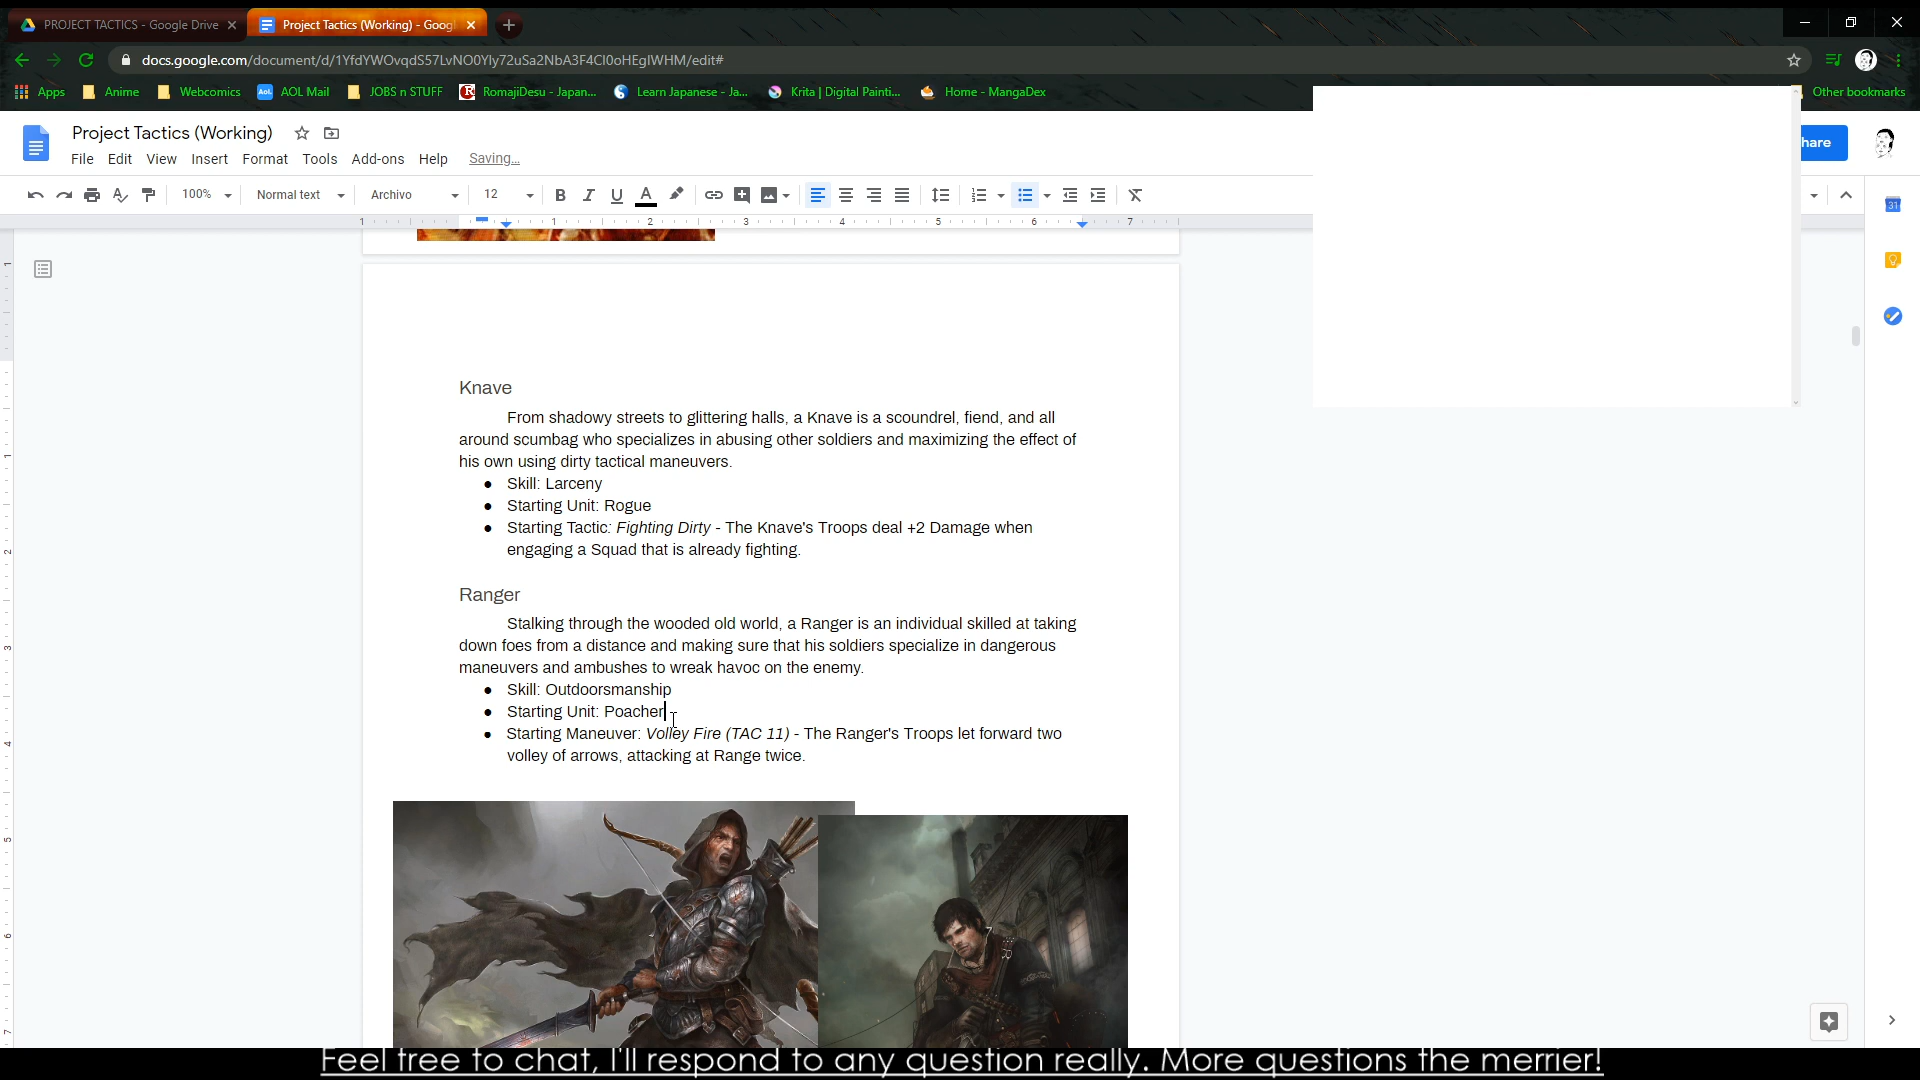 PROJECT TACTICS - Google Drive
Project Tactics (Working) - Goog
docs.google.com/document/d/1YfdYWOvqdS57LvNO0Yly72uSa2NbA3F4Cl0oHEglWHM/edit#
Apps Anime Webcomics AOL Mail JOBS n STUFF RomajiDesu - Japan... Learn Japanese - Ja... Krita | Digital Painti... Home - MangaDex Other bookmarks
Project Tactics (Working)
File Edit View Insert Format Tools Add-ons Help Saving...
hare
100% Normal text Archivo 12
Knave
From shadowy streets to glittering halls, a Knave is a scoundrel, fiend, and all
around scumbag who specializes in abusing other soldiers and maximizing the effect of
his own using dirty tactical maneuvers.
● Skill: Larceny
● Starting Unit: Rogue
● Starting Tactic: Fighting Dirty - The Knave's Troops deal +2 Damage when
engaging a Squad that is already fighting.
Ranger
Stalking through the wooded old world, a Ranger is an individual skilled at taking
down foes from a distance and making sure that his soldiers specialize in dangerous
maneuvers and ambushes to wreak havoc on the enemy.
● Skill: Outdoorsmanship
● Starting Unit: Poacher
● Starting Maneuver: Volley Fire (TAC 11) - The Ranger's Troops let forward two
volley of arrows, attacking at Range twice.
Feel free to chat, I'll respond to any question really. More questions the merrier!